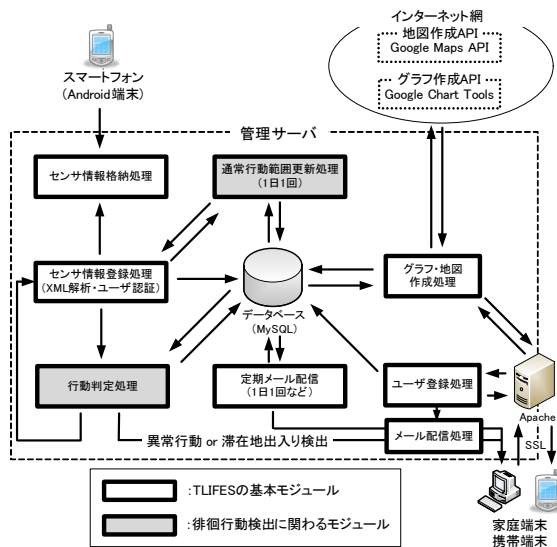 インターネット網
地図作成API
Google Maps API
グラフ作成API
Google Chart Tools
スマートフォン
(Android端末)
管理サーバ
センサ情報格納処理
通常行動範囲更新処理
(1日1回)
センサ情報登録処理
(XML解析・ユーザ認証)
データベース
(MySQL)
グラフ・地図
作成処理
行動判定処理
定期メール配信
(1日1回など)
ユーザ登録処理
Apache
メール配信処理
異常行動 or 滞在地出入り検出
SSL
家庭端末
携帯端末
:TLIFESの基本モジュール
:徘徊行動検出に関わるモジュール